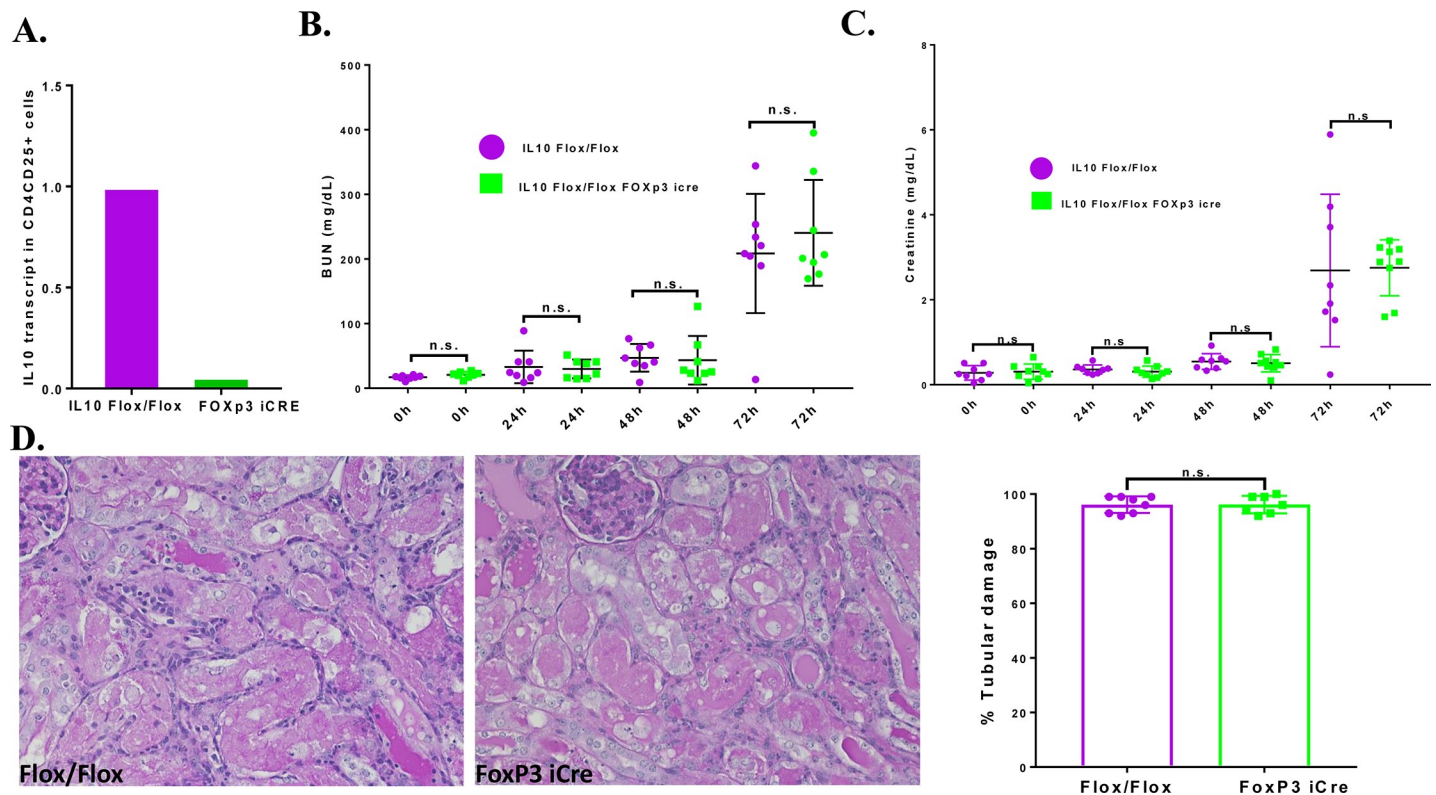 A.
IL10 transcript in CD4CD25+ cells
1.5
1.0
0.5
0.0
IL10 Flox/Flox
FOXp3 iCRE
B.
BUN (mg/dL)
500
400
300
200
100
0
IL10 Flox/Flox
IL10 Flox/Flox FOXp3 icre
n.s.
n.s.
n.s.
n.s.
0h
0h
24h
24h
48h
48h
72h
72h
C.
Creatinine (mg/dL)
8
6
4
2
0
IL10 Flox/Flox
IL10 Flox/Flox FOXp3 icre
n.s
n.s
n.s
n.s
0h
0h
24h
24h
48h
48h
72h
72h
D.
Flox/Flox
FoxP3 iCre
% Tubular damage
100
80
60
40
20
0
n.s.
Flox/Flox
FoxP3 iCre